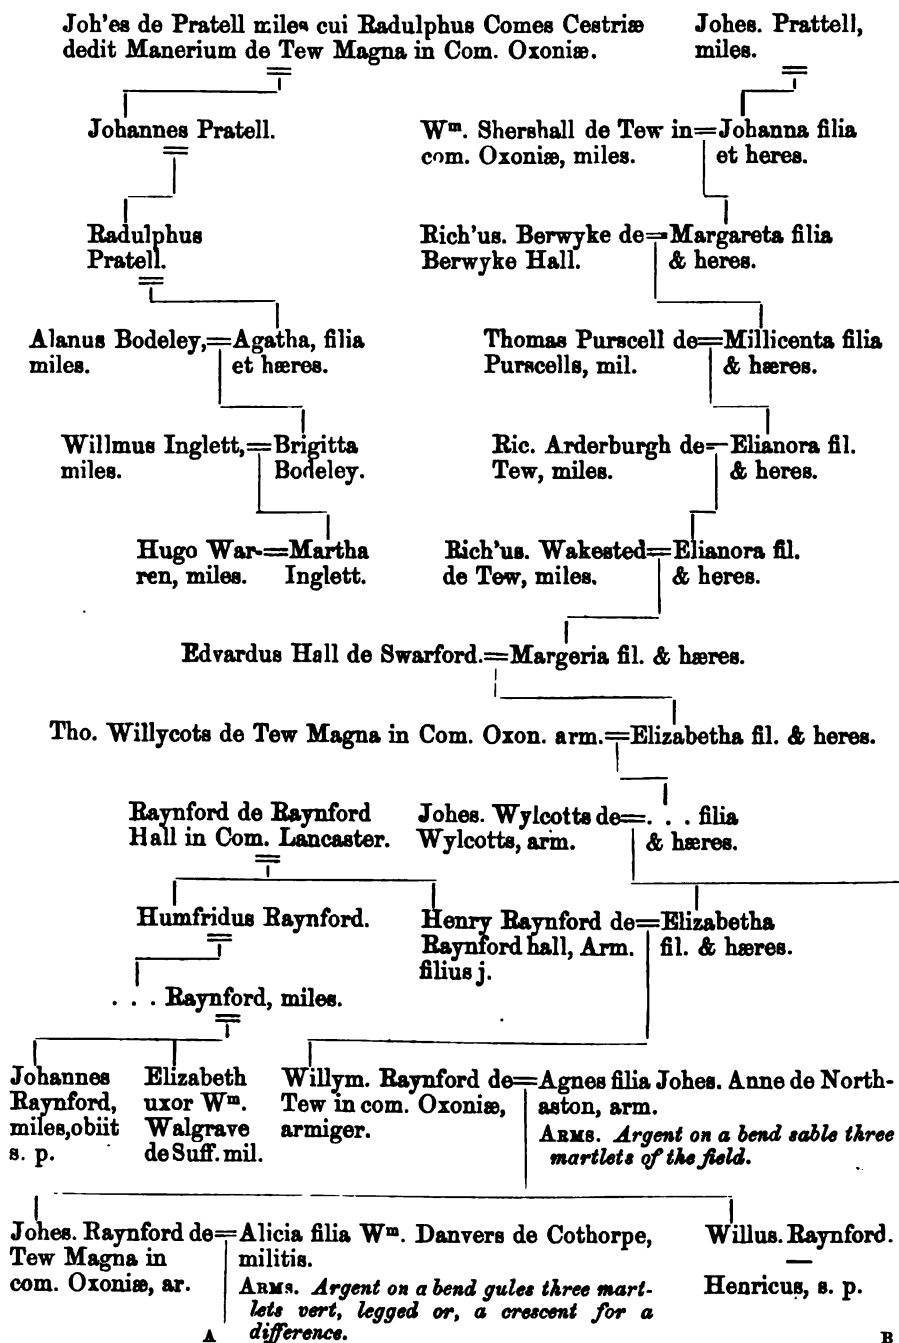 Joh'es de Pratell miles cui Radulphus Comes Cestriæ
dedit Manerium de Tew Magna in Com. Oxoniæ.
Johes. Prattell,
miles.
Johannes Pratell.
Wm. Shershall de Tew in=Johanna filia
com. Oxoniæ, miles. et heres.
Radulphus
Pratell.
Rich'us. Berwyke de=Margareta filia
Berwyke Hall. & heres.
Alanus Bodeley,=Agatha, filia
miles. et hæres.
Thomas Purscell de=Millicenta filia
Purscells, mil. & hæres.
Willmus Inglett,=Brigitta
miles. Bodeley.
Ric. Arderburgh de=Elianora fil.
Tew, miles. & heres.
Hugo War-=Martha
ren, miles. Inglett.
Rich'us. Wakested=Elianora fil.
de Tew, miles. & heres.
Edvardus Hall de Swarford.=Margeria fil. & hæres.
Tho. Willycots de Tew Magna in Com. Oxon. arm.=Elizabetha fil. & heres.
Raynford de Raynford
Hall in Com. Lancaster.
Johes. Wylcotts de=. . . filia
Wylcotts, arm. & hæres.
Humfridus Raynford.
Henry Raynford de=Elizabetha
Raynford hall, Arm. fil. & hæres.
filius j.
. . . Raynford, miles.
Johannes
Raynford,
miles, obiit
s. p.
Elizabeth
uxor Wm.
Walgrave
de Suff. mil.
Willym. Raynford de=Agnes filia Johes. Anne de North-
Tew in com. Oxoniæ, aston, arm.
armiger. ARMS. Argent on a bend sable three
martlets of the field.
Johes. Raynford de=Alicia filia Wm. Danvers de Cothorpe,
Tew Magna in militis.
com. Oxoniæ, ar. ARMS. Argent on a bend gules three mart-
lets vert, legged or, a crescent for a
difference.
Willus. Raynford.
—
Henricus, s. p.
A B